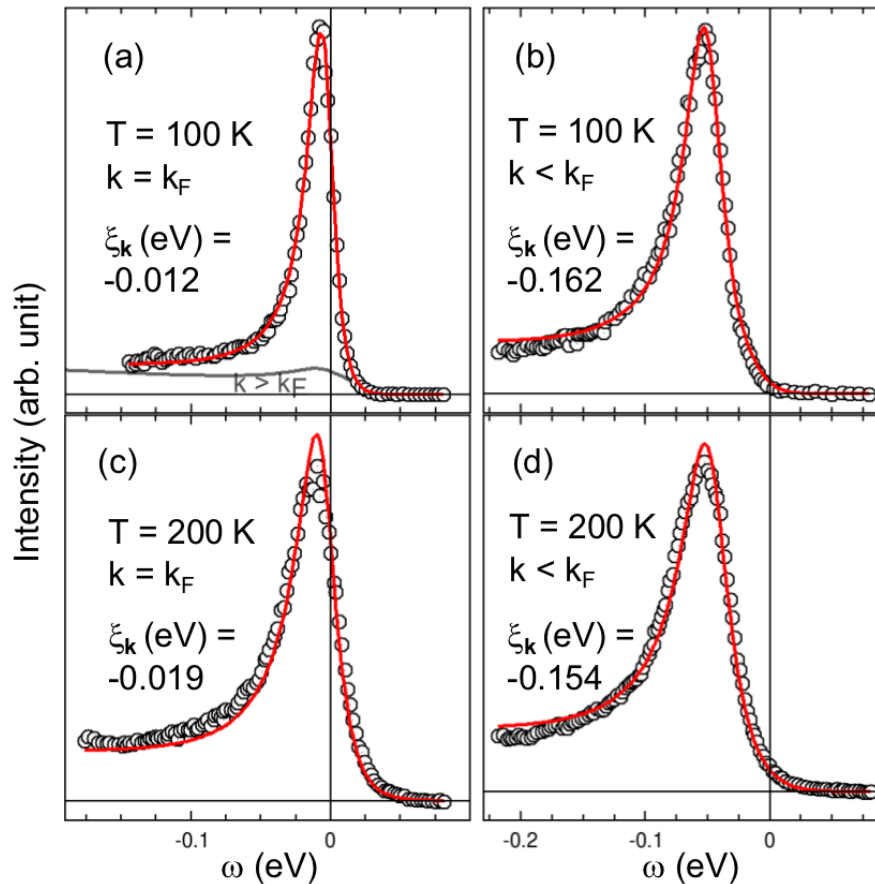 (a)
T = 100 K
k = kF
ξk (eV) =
-0.012
k > kF
(b)
T = 100 K
k < kF
ξk (eV) =
-0.162
(c)
T = 200 K
k = kF
ξk (eV) =
-0.019
(d)
T = 200 K
k < kF
ξk (eV) =
-0.154
Intensity (arb. unit)
-0.1 0
ω (eV)
-0.2 -0.1 0
ω (eV)